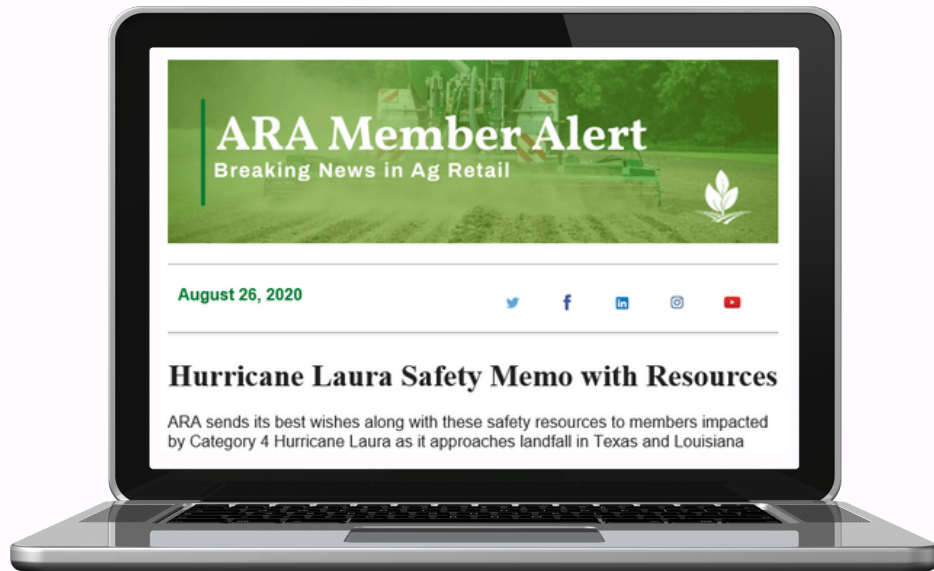 ARA Member Alert
Breaking News in Ag Retail
August 26, 2020
Hurricane Laura Safety Memo with Resources
ARA sends its best wishes along with these safety resources to members impacted
by Category 4 Hurricane Laura as it approaches landfall in Texas and Louisiana